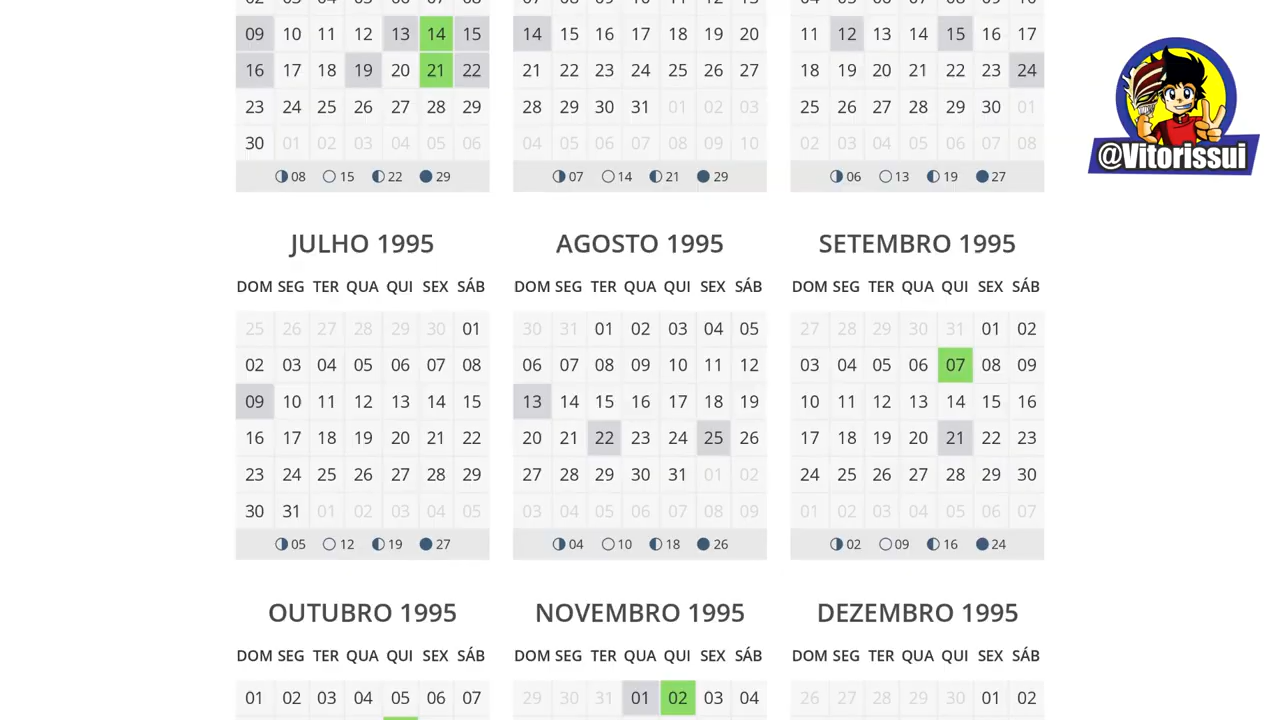 09 10 11 12 13 14 15
16 17 18 19 20 21 22
23 24 25 26 27 28 29
30 01 02 03 04 05 06
08 15 22 29
14 15 16 17 18 19 20
21 22 23 24 25 26 27
28 29 30 31 01 02 03
04 05 06 07 08 09 10
07 14 21 29
11 12 13 14 15 16 17
18 19 20 21 22 23 24
25 26 27 28 29 30 01
02 03 04 05 06 07 08
06 13 19 27
@Vitorissui
JULHO 1995
DOM SEG TER QUA QUI SEX SÁB
25 26 27 28 29 30 01
02 03 04 05 06 07 08
09 10 11 12 13 14 15
16 17 18 19 20 21 22
23 24 25 26 27 28 29
30 31 01 02 03 04 05
05 12 19 27
AGOSTO 1995
DOM SEG TER QUA QUI SEX SÁB
30 31 01 02 03 04 05
06 07 08 09 10 11 12
13 14 15 16 17 18 19
20 21 22 23 24 25 26
27 28 29 30 31 01 02
03 04 05 06 07 08 09
04 10 18 26
SETEMBRO 1995
DOM SEG TER QUA QUI SEX SÁB
27 28 29 30 31 01 02
03 04 05 06 07 08 09
10 11 12 13 14 15 16
17 18 19 20 21 22 23
24 25 26 27 28 29 30
01 02 03 04 05 06 07
02 09 16 24
OUTUBRO 1995
DOM SEG TER QUA QUI SEX SÁB
01 02 03 04 05 06 07
NOVEMBRO 1995
DOM SEG TER QUA QUI SEX SÁB
29 30 31 01 02 03 04
DEZEMBRO 1995
DOM SEG TER QUA QUI SEX SÁB
26 27 28 29 30 01 02